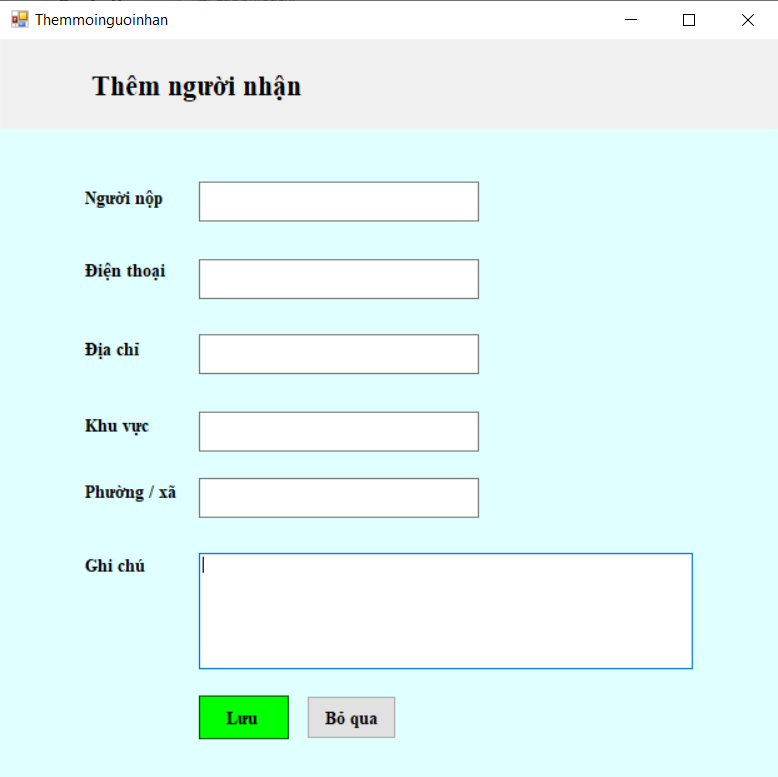 Themmoinguoinhan
Thêm người nhận
Người nộp
Điện thoại
Địa chỉ
Khu vực
Phường / xã
Ghi chú
Lưu
Bỏ qua